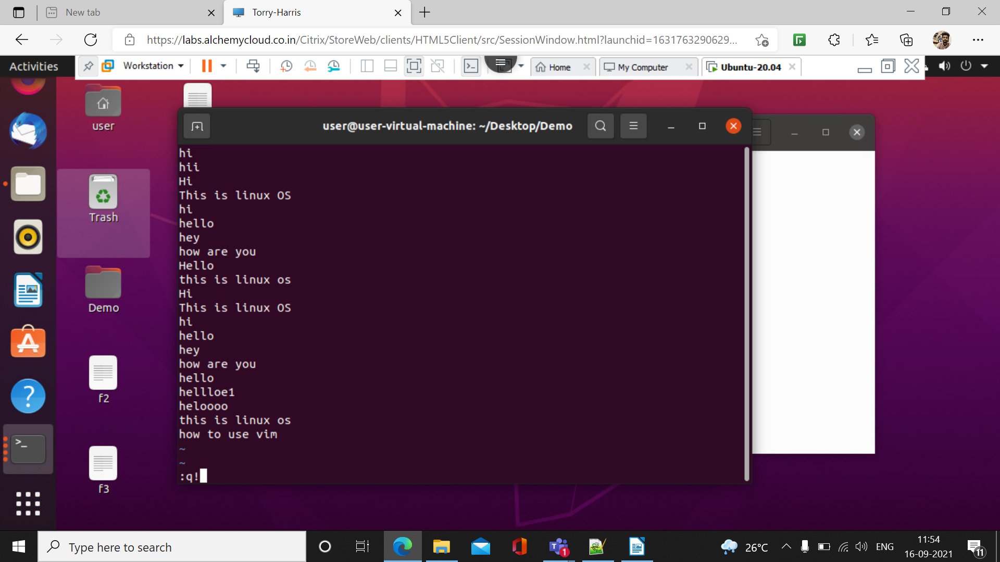 New tab
Torry-Harris
https://labs.alchemycloud.co.in/Citrix/StoreWeb/clients/HTML5Client/src/SessionWindow.html?launchid=1631763290629...
Activities
Workstation
Home
My Computer
Ubuntu-20.04
user
Trash
Demo
f2
f3
user@user-virtual-machine: ~/Desktop/Demo
hi
hii
Hi
This is linux OS
hi
hello
hey
how are you
Hello
this is linux os
Hi
This is linux OS
hi
hello
hey
how are you
hello
hellloe1
heloooo
this is linux os
how to use vim
~
~
:q!
Type here to search
1
26°C
ENG
11:54
16-09-2021
11